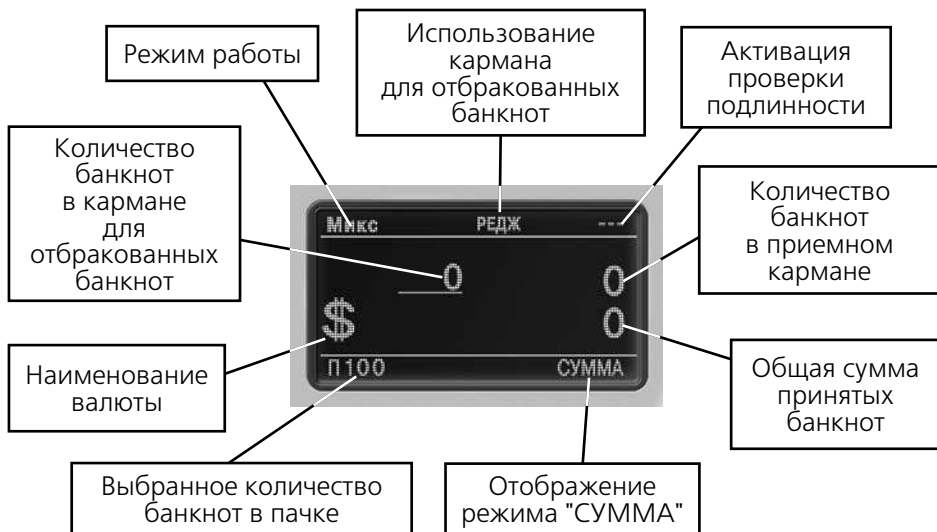 Режим работы
Использование
кармана
для отбракованных
банкнот
Активация
проверки
подлинности
Количество
банкнот
в кармане
для
отбракованных
банкнот
Количество
банкнот
в приемном
кармане
Микс
РЕДЖ
---
0
0
$
0
П100
СУММА
Наименование
валюты
Общая сумма
принятых
банкнот
Выбранное количество
банкнот в пачке
Отображение
режима "СУММА"